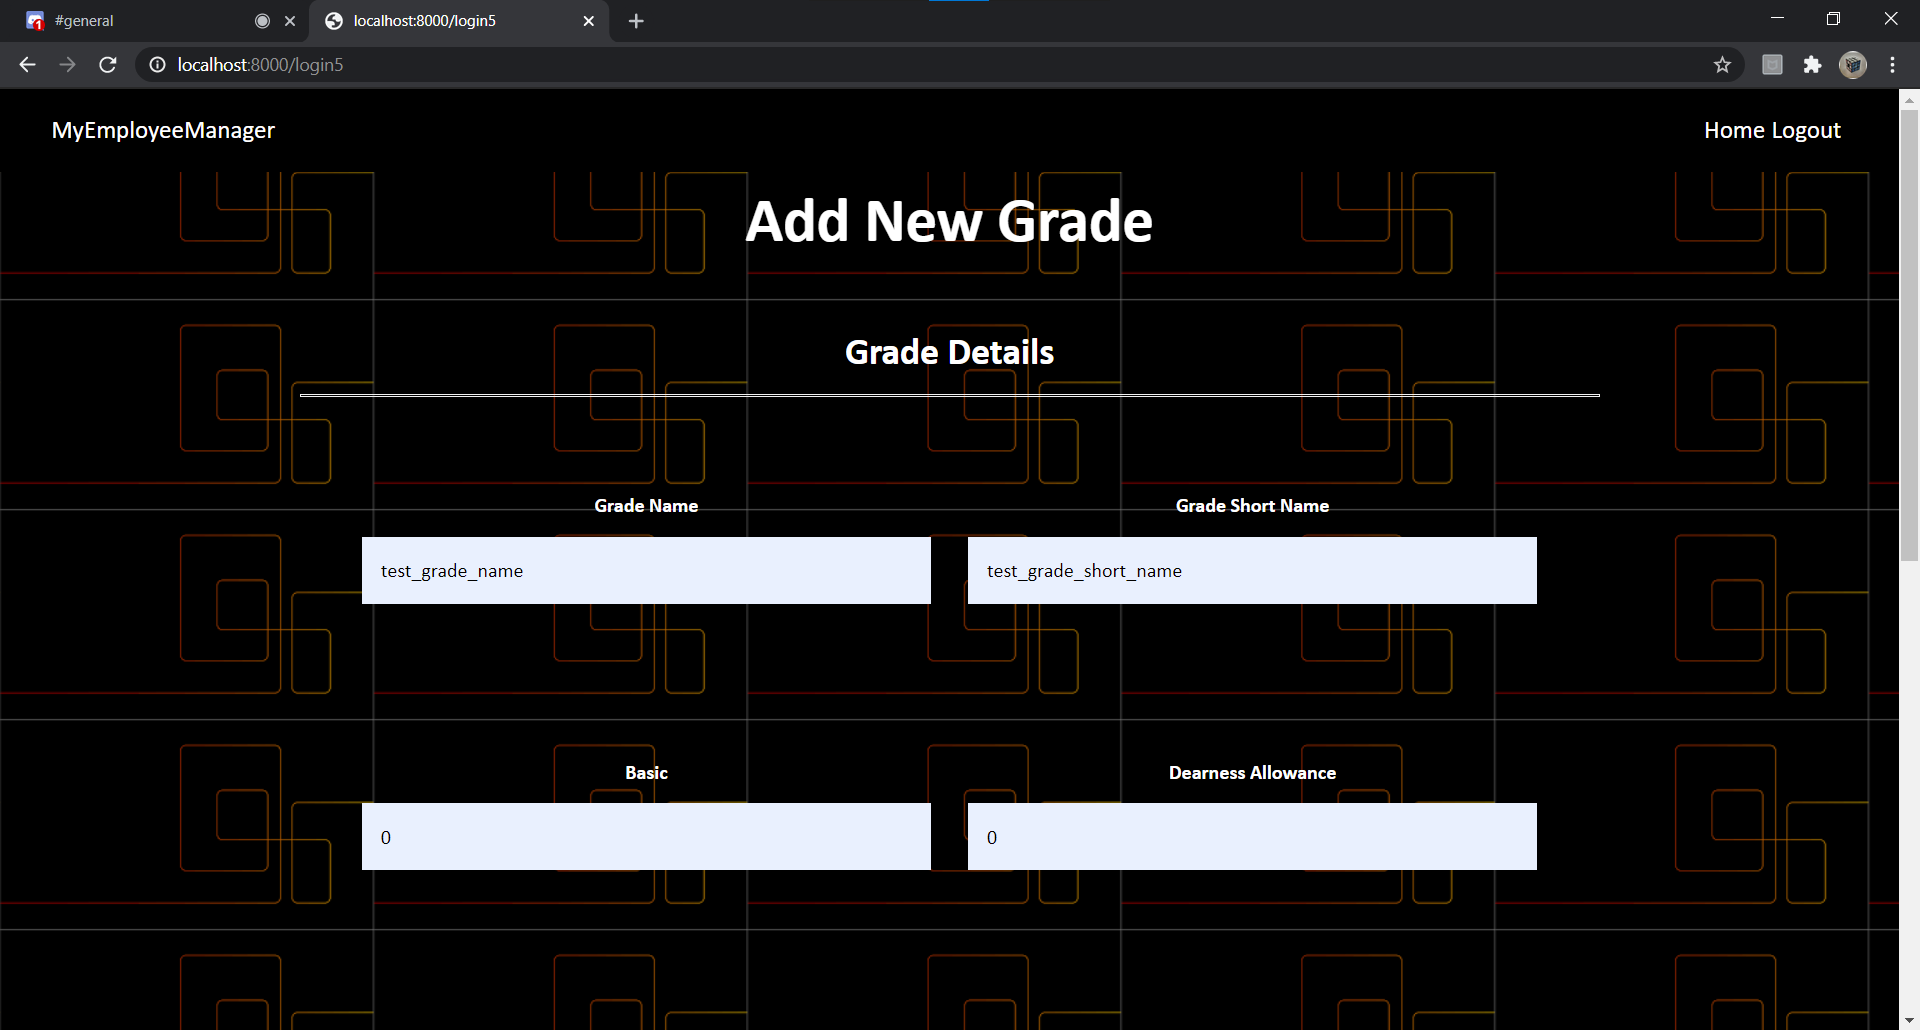 #general
localhost:8000/login5
1
localhost:8000/login5
MyEmployeeManager
Home Logout
Add New Grade
Grade Details
Grade Name
Grade Short Name
test_grade_name
test_grade_short_name
Basic
Dearness Allowance
0
0